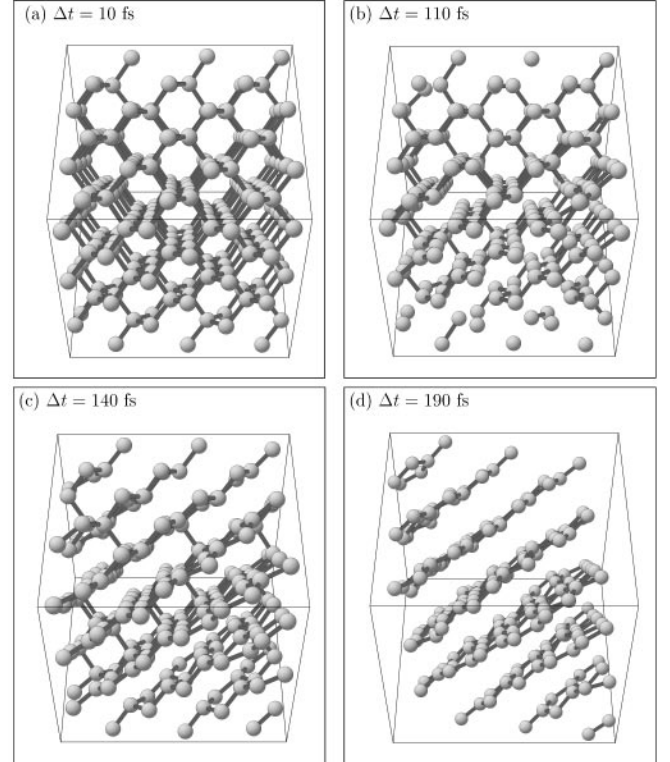 (a) Δt = 10 fs
(b) Δt = 110 fs
(c) Δt = 140 fs
(d) Δt = 190 fs